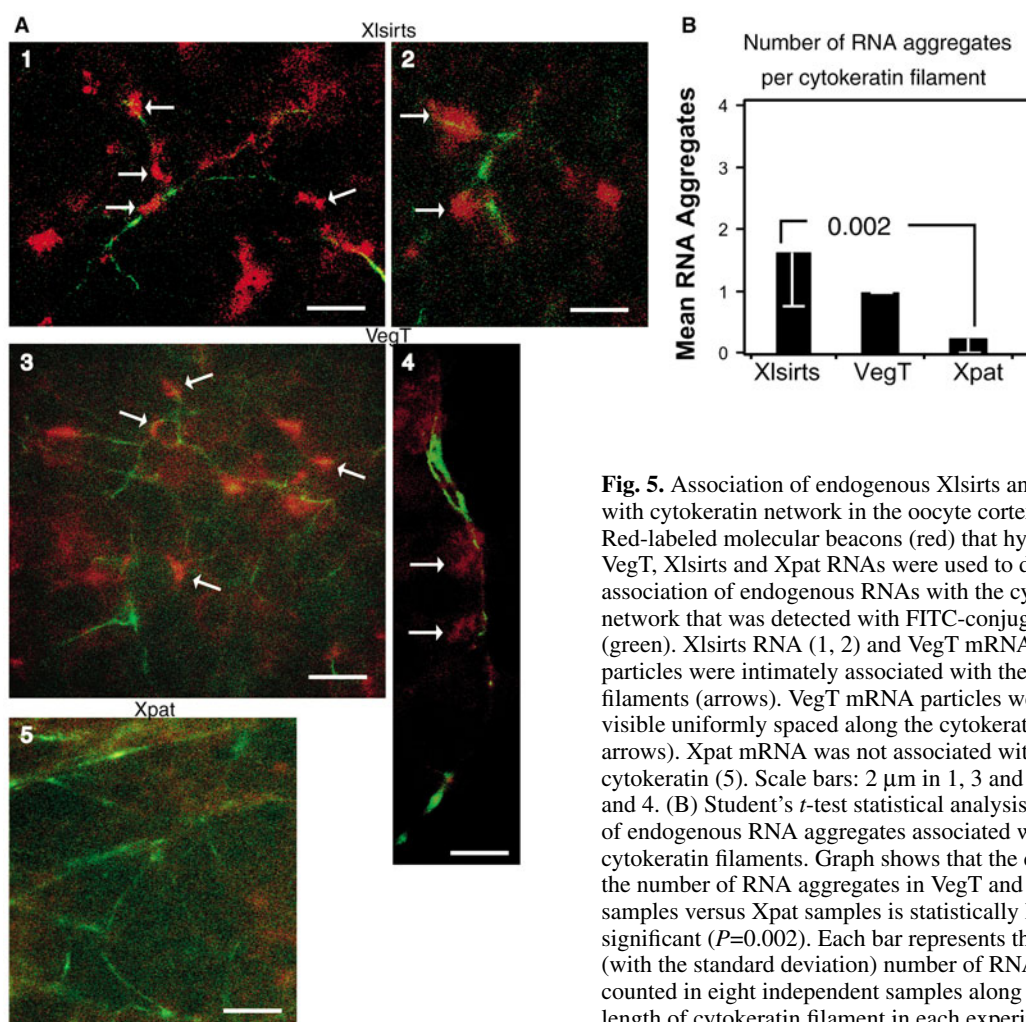 A
Xlsirts
1
2
VegT
3
4
Xpat
5
B
Number of RNA aggregates
per cytokeratin filament
Mean RNA Aggregates
4
3
2
1
0
0.002
Xlsirts VegT Xpat
Fig. 5. Association of endogenous Xlsirts an
with cytokeratin network in the oocyte corte
Red-labeled molecular beacons (red) that hy
VegT, Xlsirts and Xpat RNAs were used to d
association of endogenous RNAs with the cy
network that was detected with FITC-conjug
(green). Xlsirts RNA (1, 2) and VegT mRNA
particles were intimately associated with the
filaments (arrows). VegT mRNA particles we
visible uniformly spaced along the cytokerat
arrows). Xpat mRNA was not associated wit
cytokeratin (5). Scale bars: 2 μm in 1, 3 and
and 4. (B) Student's t-test statistical analysis
of endogenous RNA aggregates associated w
cytokeratin filaments. Graph shows that the
the number of RNA aggregates in VegT and
samples versus Xpat samples is statistically
significant (P=0.002). Each bar represents th
(with the standard deviation) number of RNA
counted in eight independent samples along
length of cytokeratin filament in each experi